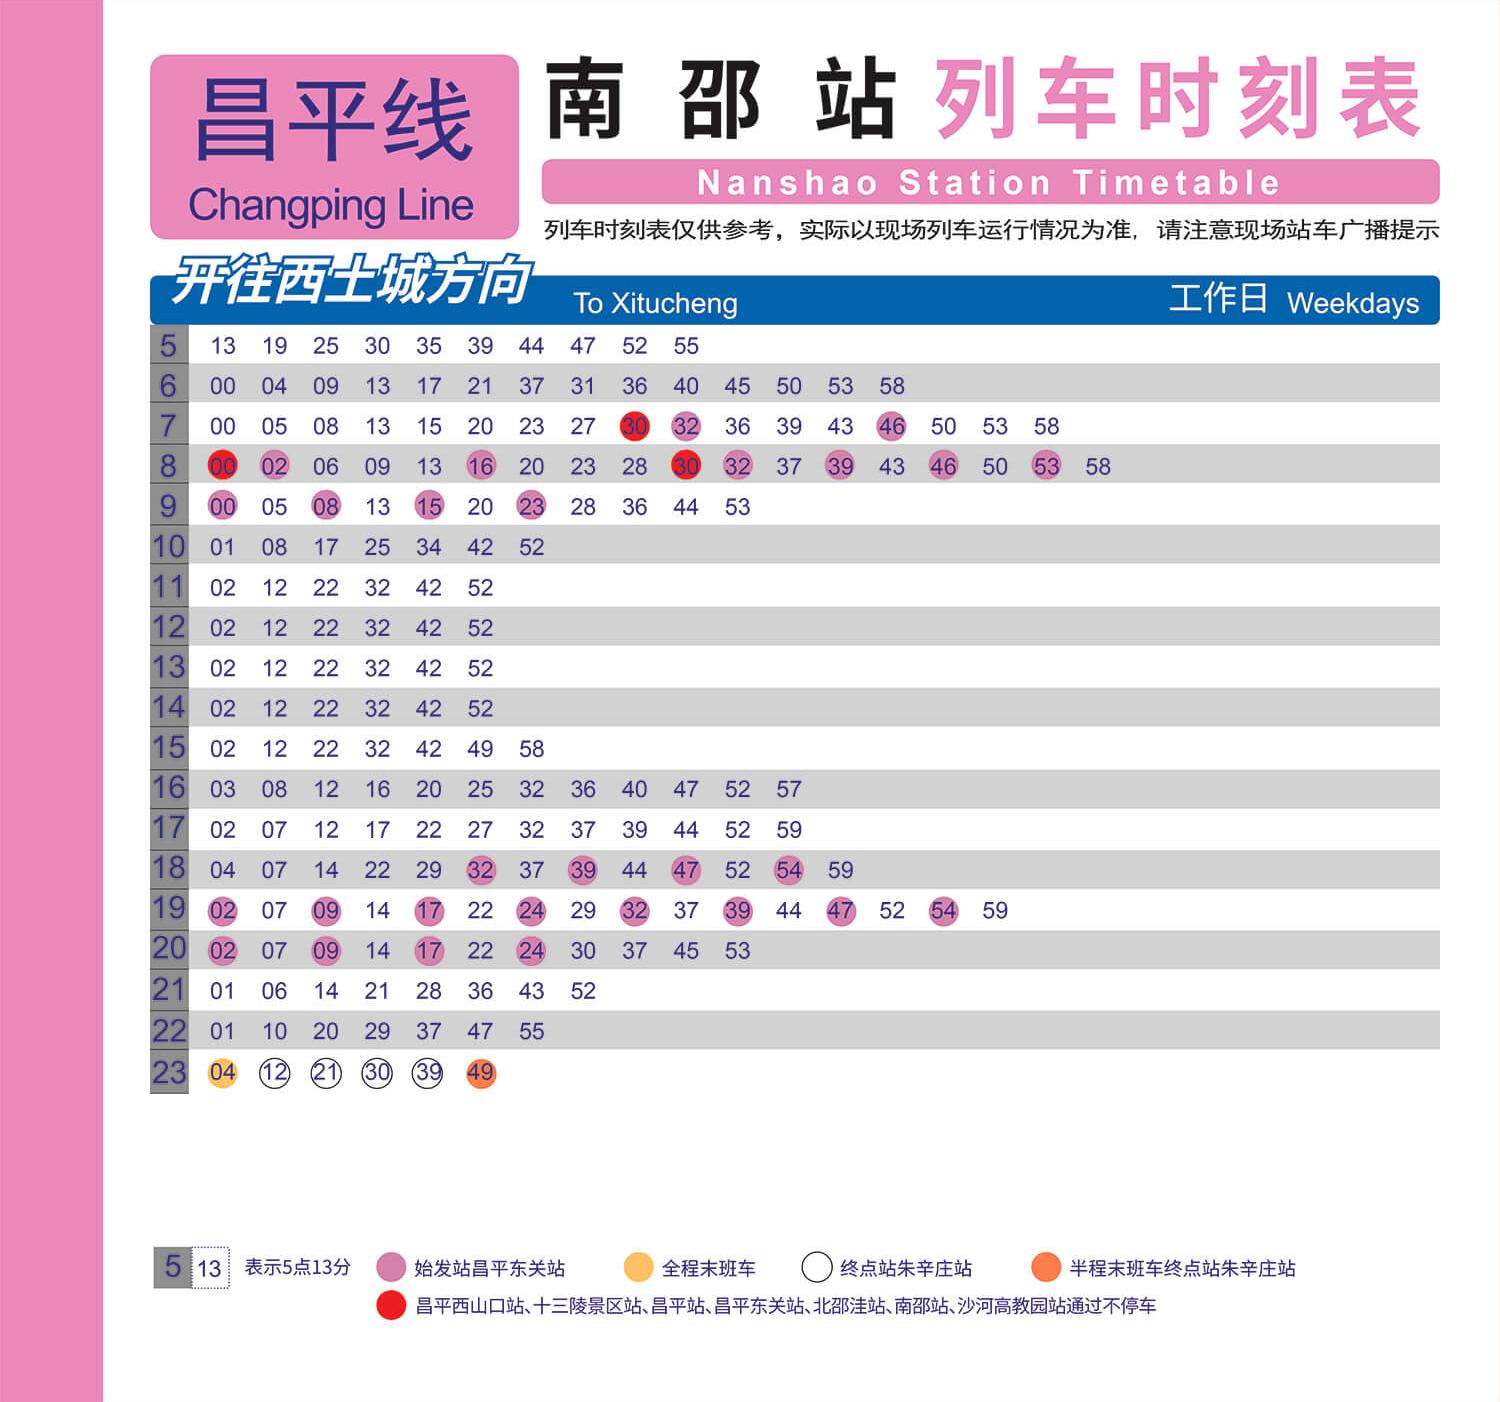 昌平线
Changping Line
南邵站列车时刻表
Nanshao Station Timetable
列车时刻表仅供参考，实际以现场列车运行情况为准，请注意现场站车广播提示
开往西土城方向 To Xitucheng 工作日 Weekdays
5 13 19 25 30 35 39 44 47 52 55
6 00 04 09 13 17 21 37 31 36 40 45 50 53 58
7 00 05 08 13 15 20 23 27 30 32 36 39 43 46 50 53 58
8 00 02 06 09 13 16 20 23 28 30 32 37 39 43 46 50 53 58
9 00 05 08 13 15 20 23 28 36 44 53
10 01 08 17 25 34 42 52
11 02 12 22 32 42 52
12 02 12 22 32 42 52
13 02 12 22 32 42 52
14 02 12 22 32 42 52
15 02 12 22 32 42 49 58
16 03 08 12 16 20 25 32 36 40 47 52 57
17 02 07 12 17 22 27 32 37 39 44 52 59
18 04 07 14 22 29 32 37 39 44 47 52 54 59
19 02 07 09 14 17 22 24 29 32 37 39 44 47 52 54 59
20 02 07 09 14 17 22 24 30 37 45 53
21 01 06 14 21 28 36 43 52
22 01 10 20 29 37 47 55
23 04 12 21 30 39 49
5 13 表示5点13分 始发站昌平东关站 全程末班车 终点站朱辛庄站 半程末班车终点站朱辛庄站
昌平西山口站、十三陵景区站、昌平站、昌平东关站、北邵洼站、南邵站、沙河高教园站通过不停车